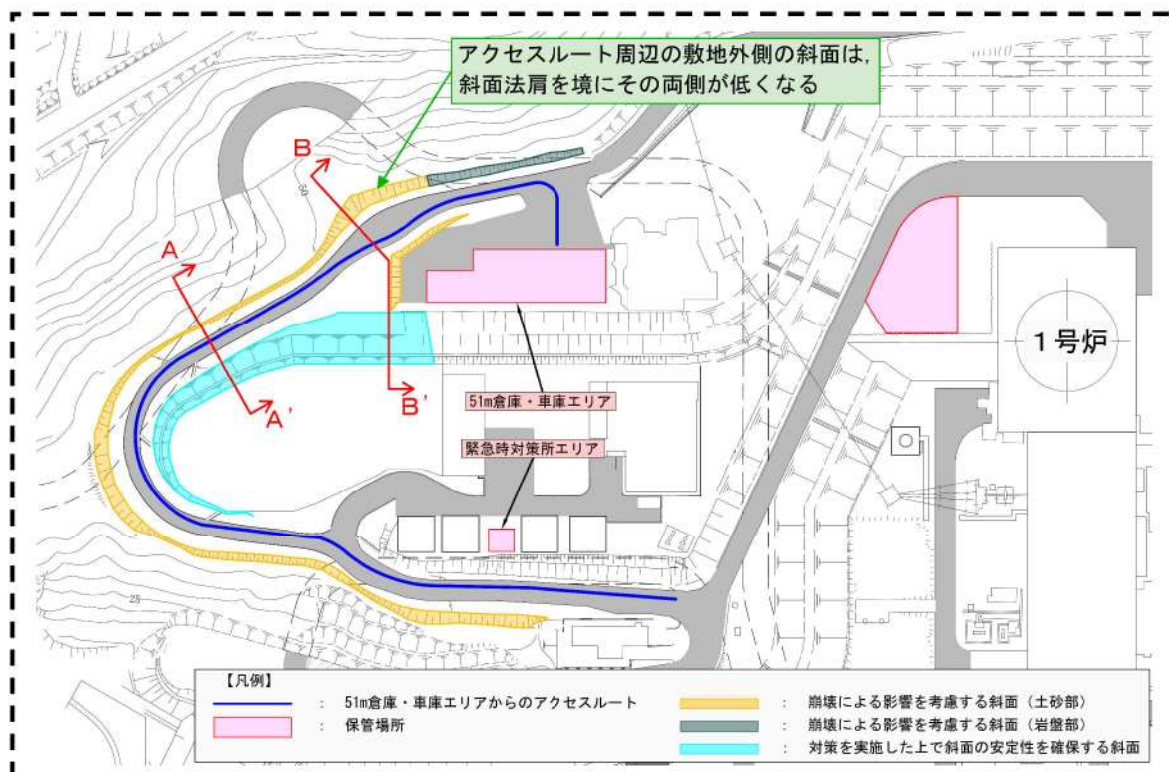 アクセスルート周辺の敷地外側の斜面は,
斜面法肩を境にその両側が低くなる
B
50
A
1号炉
A'
B'
51m倉庫・車庫エリア
緊急時対策所エリア
25
【凡例】
: 51m倉庫・車庫エリアからのアクセスルート
: 保管場所
: 崩壊による影響を考慮する斜面(土砂部)
: 崩壊による影響を考慮する斜面(岩盤部)
: 対策を実施した上で斜面の安定性を確保する斜面